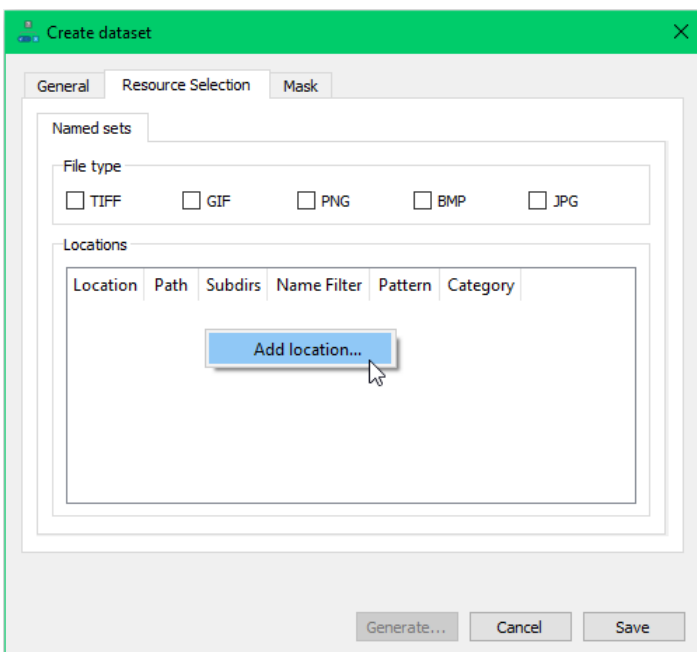 Create dataset
General Resource Selection Mask
Named sets
File type
TIFF GIF PNG BMP JPG
Locations
Location Path Subdirs Name Filter Pattern Category
Add location...
Generate... Cancel Save